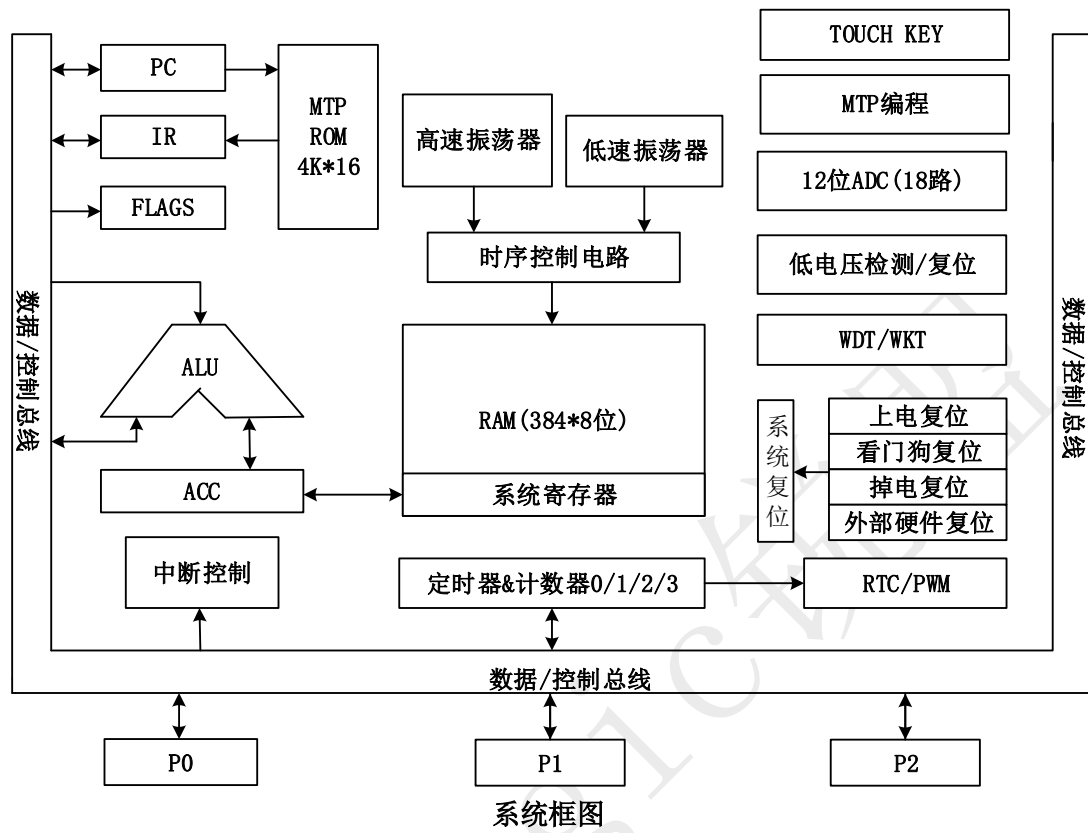 TOUCH KEY
PC
MTP
ROM
4K*16
MTP编程
IR
高速振荡器
低速振荡器
12位ADC(18路)
FLAGS
时序控制电路
低电压检测/复位
数据/控制总线
数据/控制总线
WDT/WKT
ALU
RAM(384*8位)
系统复位
上电复位
看门狗复位
掉电复位
外部硬件复位
ACC
系统寄存器
中断控制
定时器&计数器0/1/2/3
RTC/PWM
数据/控制总线
P0
P1
P2
系统框图